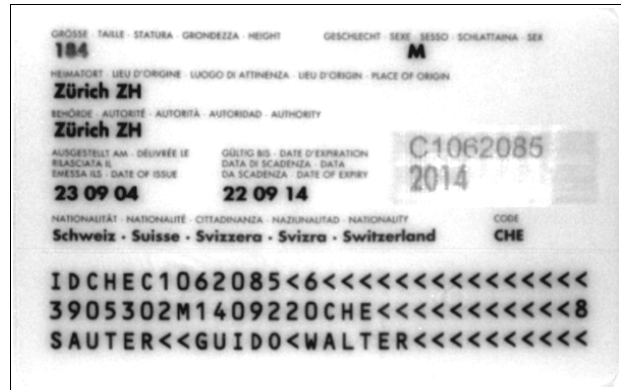 GRÖSSE · TAILLE · STATURA · GRONDEZZA · HEIGHT GESCHLECHT · SEXE · SESSO · SCHLATTAINA · SEX
184 M
HEIMATORT · LIEU D'ORIGINE · LUOGO DI ATTINENZA · LIEU D'ORIGIN · PLACE OF ORIGIN
Zürich ZH
BEHÖRDE · AUTORITÉ · AUTORITÀ · AUTORIDAD · AUTHORITY
Zürich ZH
AUSGESTELLT AM · DÉLIVRÉE LE GÜLTIG BIS · DATE D'EXPIRATION C1062085
RILASCIATA IL DATA DI SCADENZA · DATA 2014
EMESSA ILS · DATE OF ISSUE DA SCADENZA · DATE OF EXPIRY
23 09 04 22 09 14
NATIONALITÄT · NATIONALITÉ · CITTADINANZA · NAZIUNALITAD · NATIONALITY CODE
Schweiz · Suisse · Svizzera · Svizra · Switzerland CHE
IDCHEC1062085<6<<<<<<<<<<<<<<<
3905302M1409220CHE<<<<<<<<<<<8
SAUTER<<GUIDO<WALTER<<<<<<<<<<